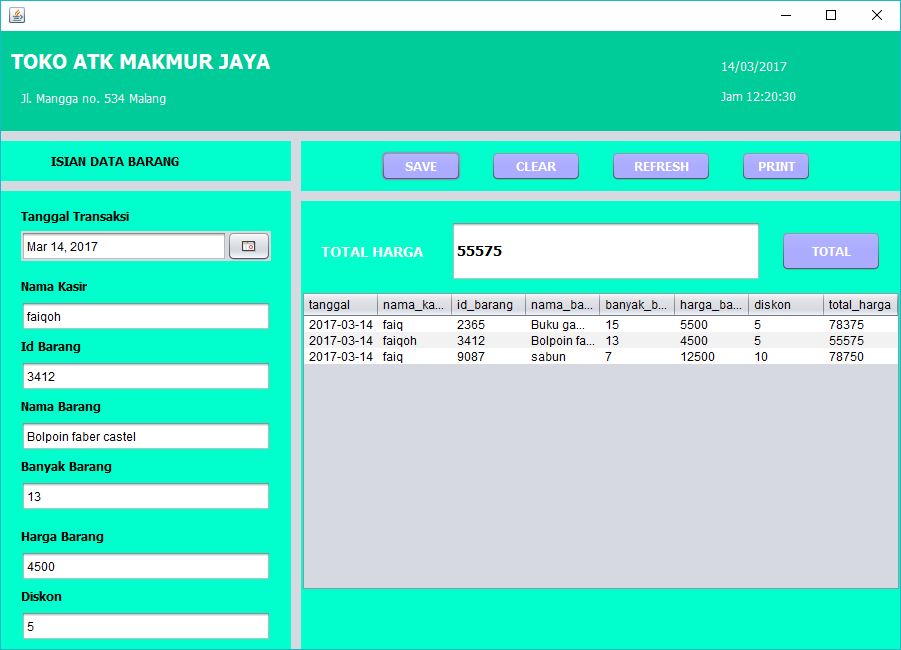 TOKO ATK MAKMUR JAYA
Jl. Mangga no. 534 Malang
14/03/2017
Jam 12:20:30
ISIAN DATA BARANG
SAVE CLEAR REFRESH PRINT
Tanggal Transaksi
Mar 14, 2017
Nama Kasir
faiqoh
Id Barang
3412
Nama Barang
Bolpoin faber castel
Banyak Barang
13
Harga Barang
4500
Diskon
5
TOTAL HARGA 55575 TOTAL
tanggal nama_ka... id_barang nama_ba... banyak_b... harga_ba... diskon total_harga
2017-03-14 faiq 2365 Buku ga... 15 5500 5 78375
2017-03-14 faiqoh 3412 Bolpoin fa... 13 4500 5 55575
2017-03-14 faiq 9087 sabun 7 12500 10 78750